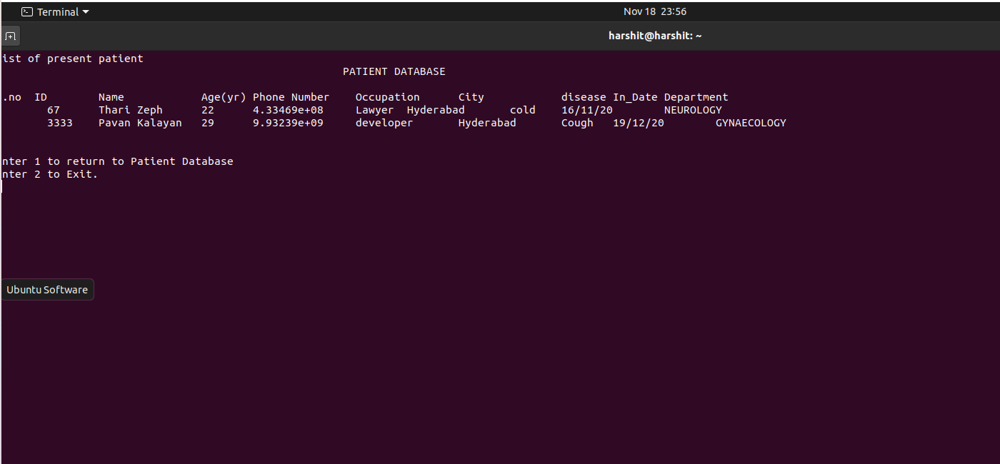 Terminal
Nov 18 23:56
harshit@harshit: ~
ist of present patient
PATIENT DATABASE
.no ID Name Age(yr) Phone Number Occupation City disease In_Date Department
67 Thari Zeph 22 4.33469e+08 Lawyer Hyderabad cold 16/11/20 NEUROLOGY
3333 Pavan Kalayan 29 9.93239e+09 developer Hyderabad Cough 19/12/20 GYNAECOLOGY
nter 1 to return to Patient Database
nter 2 to Exit.
Ubuntu Software